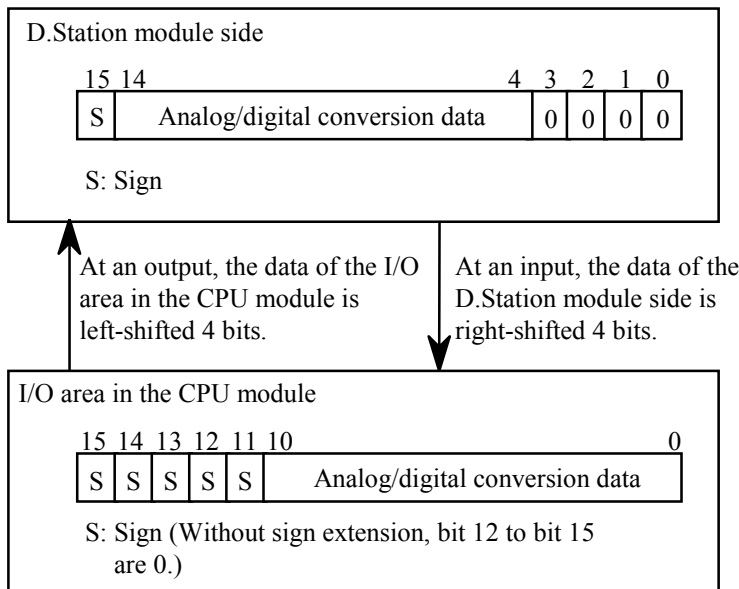 D.Station module side
15 14 4 3 2 1 0
S Analog/digital conversion data 0 0 0 0
S: Sign
At an output, the data of the I/O
area in the CPU module is
left-shifted 4 bits.
At an input, the data of the
D.Station module side is
right-shifted 4 bits.
I/O area in the CPU module
15 14 13 12 11 10 0
S S S S S Analog/digital conversion data
S: Sign (Without sign extension, bit 12 to bit 15
are 0.)